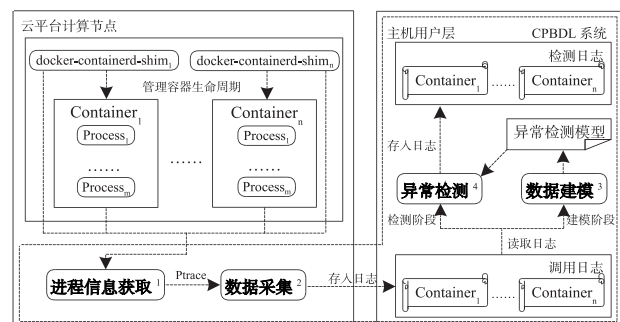 云平台计算节点
docker-containerd-shim1
docker-containerd-shimn
管理容器生命周期
Container1
Process1
……
Processm
……
Containern
Process1
……
Processm
进程信息获取 1
Ptrace
数据采集 2
存入日志
主机用户层
CPBDL 系统
检测日志
Container1
……
Containern
存入日志
异常检测模型
异常检测 4
数据建模 3
检测阶段
建模阶段
读取日志
调用日志
Container1
……
Containern